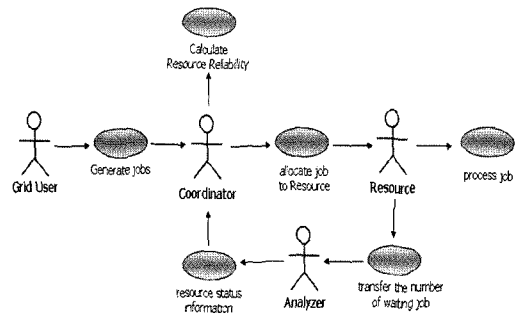 Calculate
Resource Reliability
Grid User
Generate jobs
Coordinator
allocate job
to Resource
Resource
process job
resource status
information
Analyzer
transfer the number
of waiting job